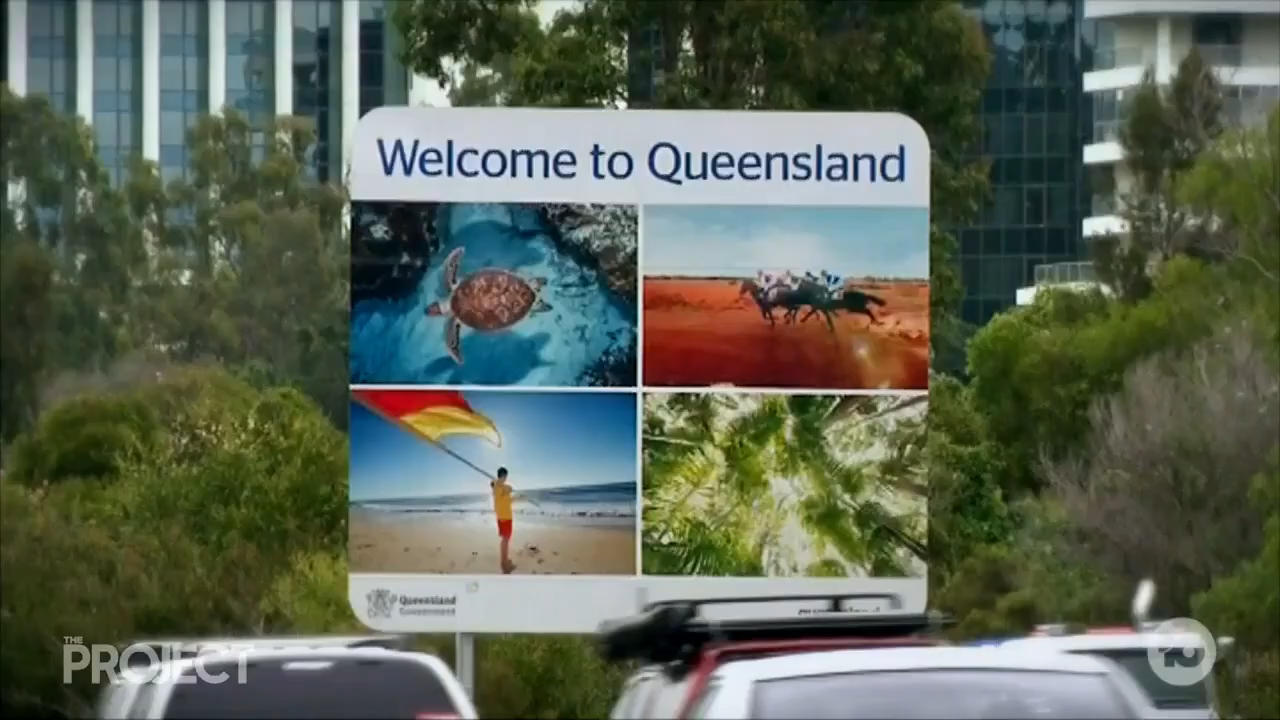 Welcome to Queensland
Queensland
Government
THE
PROJECT
10